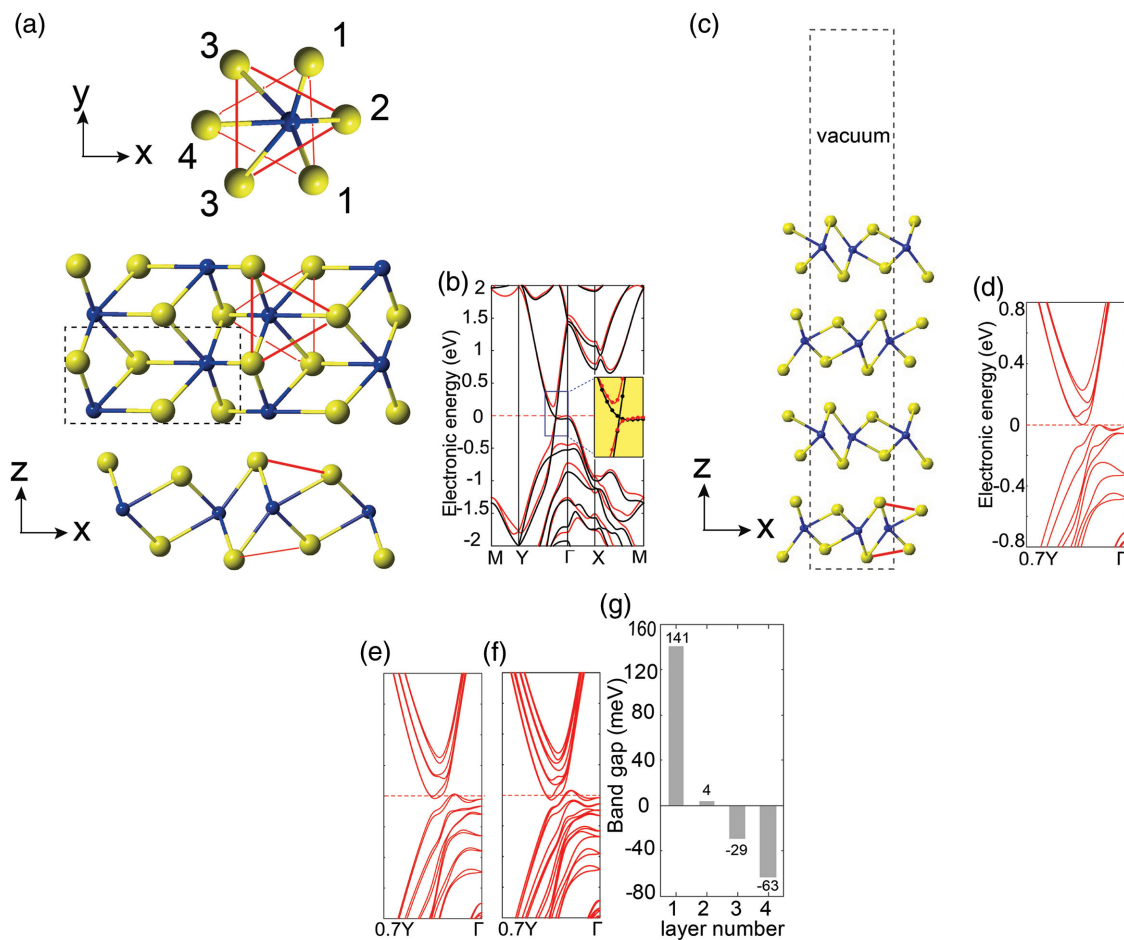 (a)
3 1
y
2
x
4
3 1
z
x
(b)
Electronic energy (eV)
2
1.5
1
0.5
0
-0.5
-1
-1.5
-2
M Y Γ X M
(c)
vacuum
z
x
(d)
Electronic energy (eV)
0.8
0.4
0
-0.4
-0.8
0.7Y Γ
(e)
0.7Y Γ
(f)
0.7Y Γ
(g)
Band gap (meV)
160
120
80
40
0
-40
-80
141
4
-29
-63
1 2 3 4
layer number